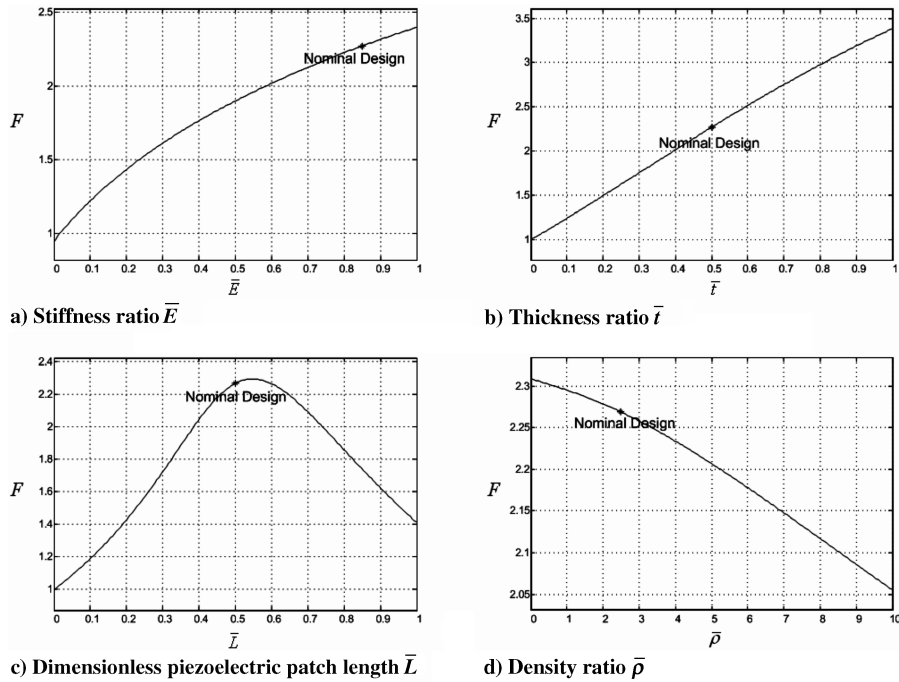 2.5
2
F
1.5
1
Nominal Design
0 0.1 0.2 0.3 0.4 0.5 0.6 0.7 0.8 0.9 1
Ē
a) Stiffness ratio Ē
3.5
3
2.5
F
2
1.5
1
Nominal Design
0 0.1 0.2 0.3 0.4 0.5 0.6 0.7 0.8 0.9 1
t̄
b) Thickness ratio t̄
2.4
2.2
2
1.8
F
1.6
1.4
1.2
1
Nominal Design
0 0.1 0.2 0.3 0.4 0.5 0.6 0.7 0.8 0.9 1
L̄
c) Dimensionless piezoelectric patch length L̄
2.3
2.25
2.2
F
2.15
2.1
2.05
Nominal Design
0 1 2 3 4 5 6 7 8 9 10
ρ̄
d) Density ratio ρ̄